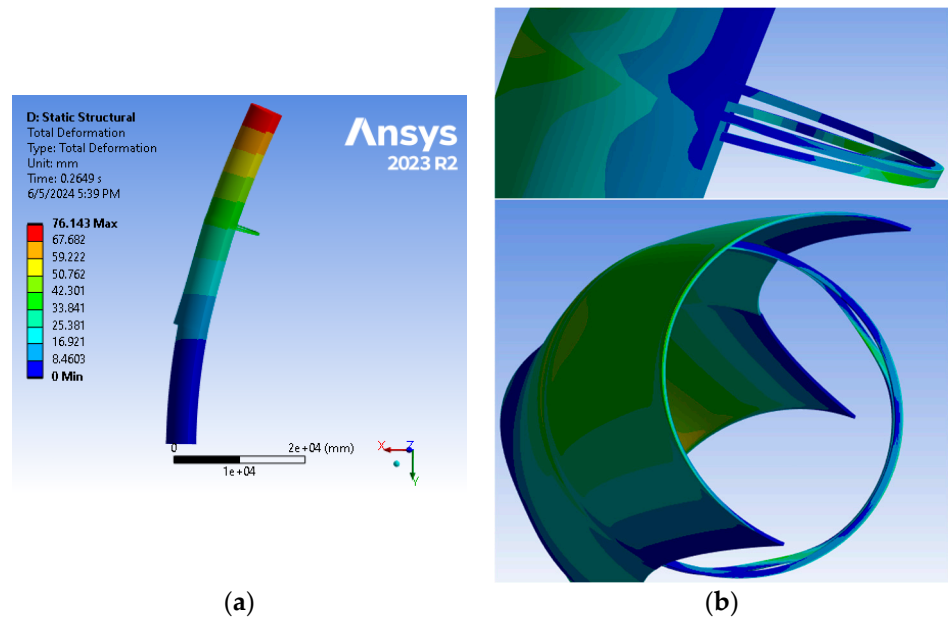 D: Static Structural
Total Deformation
Type: Total Deformation
Unit: mm
Time: 0.2649 s
6/5/2024 5:39 PM
Ansys
2023 R2
76.143 Max
67.682
59.222
50.762
42.301
33.841
25.381
16.921
8.4603
0 Min
0 2e+04 (mm)
1e+04
X Z
Y
(a) (b)